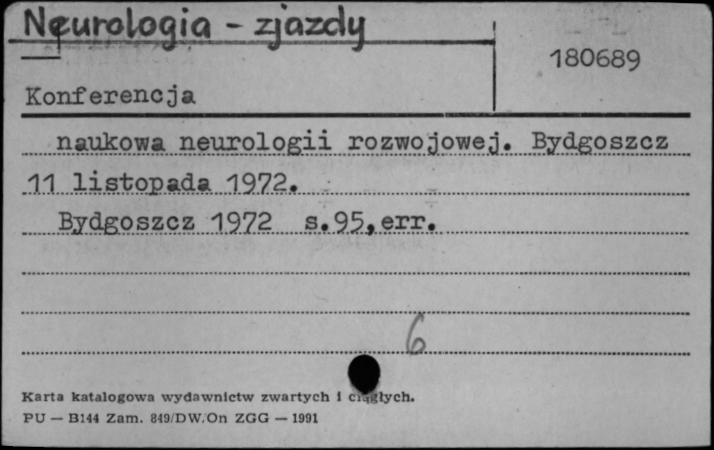 Neurologia - zjazdy
180689
Konferencja
naukowa neurologii rozwojowej. Bydgoszcz
11 listopada 1972.
Bydgoszcz 1972 s.95,err.
6
Karta katalogowa wydawnictw zwartych i ciągłych.
PU — B144 Zam. 849/DW/On ZGG — 1991